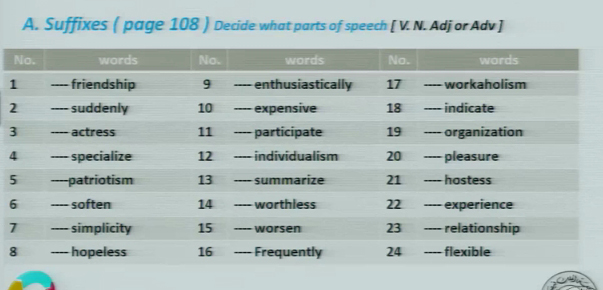 A. Suffixes ( page 108 ) Decide what parts of speech [ V. N. Adj or Adv ]
No. words No. words No. words
1 ---- friendship 9 ---- enthusiastically 17 ---- workaholism
2 ---- suddenly 10 ---- expensive 18 ---- indicate
3 ---- actress 11 ---- participate 19 ---- organization
4 ---- specialize 12 ---- individualism 20 ---- pleasure
5 ----patriotism 13 ---- summarize 21 ---- hostess
6 ---- soften 14 ---- worthless 22 ---- experience
7 ---- simplicity 15 ---- worsen 23 ---- relationship
8 ---- hopeless 16 ---- Frequently 24 ---- flexible